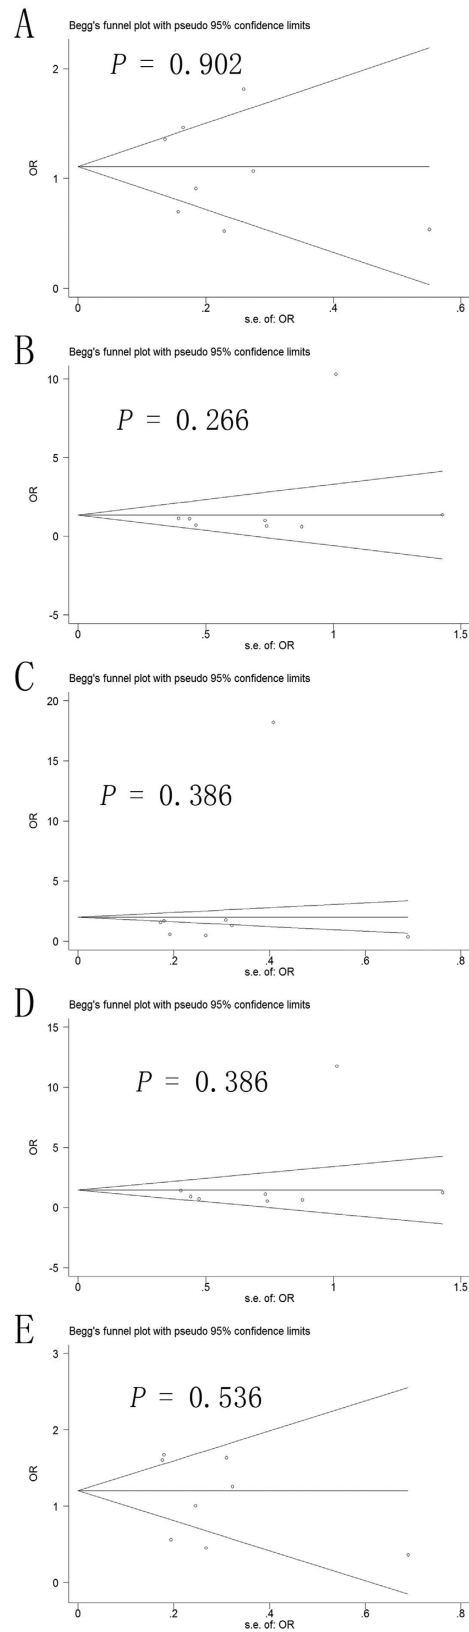 A
Begg's funnel plot with pseudo 95% confidence limits
P = 0.902
2
1
0
OR
0 .2 .4 .6
s.e. of: OR
B
Begg's funnel plot with pseudo 95% confidence limits
P = 0.266
10
5
0
-5
OR
0 .5 1 1.5
s.e. of: OR
C
Begg's funnel plot with pseudo 95% confidence limits
P = 0.386
20
15
10
5
0
OR
0 .2 .4 .6 .8
s.e. of: OR
D
Begg's funnel plot with pseudo 95% confidence limits
P = 0.386
15
10
5
0
-5
OR
0 .5 1 1.5
s.e. of: OR
E
Begg's funnel plot with pseudo 95% confidence limits
P = 0.536
3
2
1
0
OR
0 .2 .4 .6 .8
s.e. of: OR